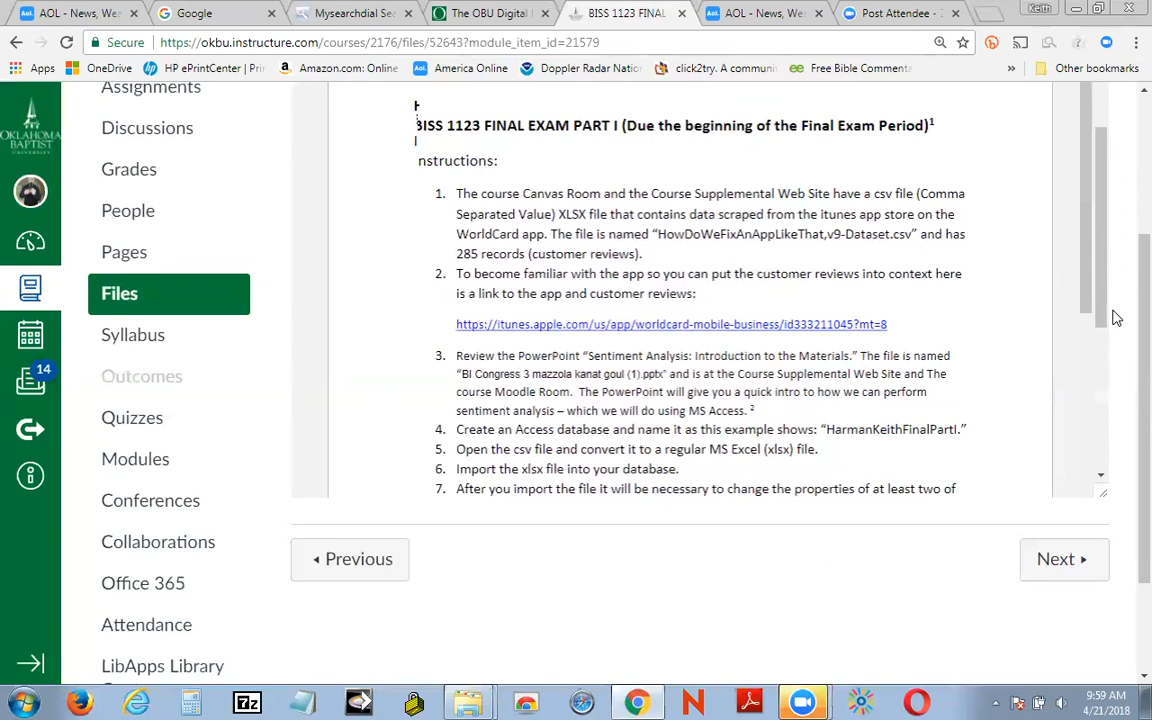 AOL - News, Wea
Google
Mysearchdial Sea
The OBU Digital
BISS 1123 FINAL
AOL - News, Wea
Post Attendee -
Keith
Secure
https://okbu.instructure.com/courses/2176/files/52643?module_item_id=21579
Apps
OneDrive
HP ePrintCenter | Pri
Amazon.com: Online
America Online
Doppler Radar Natio
click2try. A communi
Free Bible Comment
»
Other bookmarks
OKLAHOMA
BAPTIST
14
Assignments
Discussions
Grades
People
Pages
Files
Syllabus
Outcomes
Quizzes
Modules
Conferences
Collaborations
Office 365
Attendance
LibApps Library
BISS 1123 FINAL EXAM PART I (Due the beginning of the Final Exam Period)1
nstructions:
1. The course Canvas Room and the Course Supplemental Web Site have a csv file (Comma
Separated Value) XLSX file that contains data scraped from the itunes app store on the
WorldCard app. The file is named “HowDoWeFixAnAppLikeThat,v9-Dataset.csv” and has
285 records (customer reviews).
2. To become familiar with the app so you can put the customer reviews into context here
is a link to the app and customer reviews:
https://itunes.apple.com/us/app/worldcard-mobile-business/id333211045?mt=8
3. Review the PowerPoint “Sentiment Analysis: Introduction to the Materials.” The file is named
“BI Congress 3 mazzola kanat goul (1).pptx” and is at the Course Supplemental Web Site and The
course Moodle Room. The PowerPoint will give you a quick intro to how we can perform
sentiment analysis – which we will do using MS Access. 2
4. Create an Access database and name it as this example shows: “HarmanKeithFinalPartI.”
5. Open the csv file and convert it to a regular MS Excel (xlsx) file.
6. Import the xlsx file into your database.
7. After you import the file it will be necessary to change the properties of at least two of
Previous
Next
7z
9:59 AM
4/21/2018